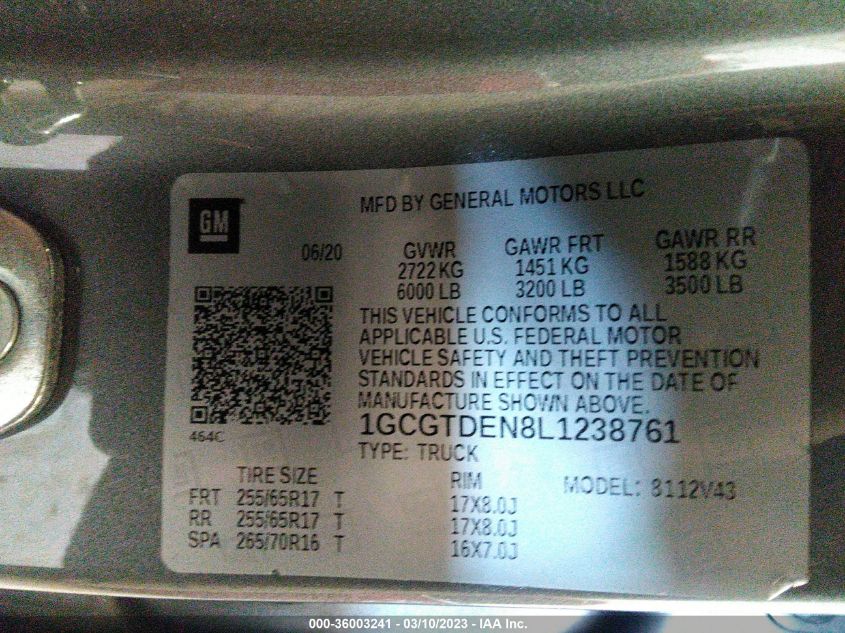 GM
MFD BY GENERAL MOTORS LLC
06/20
GVWR GAWR FRT GAWR RR
2722 KG 1451 KG 1588 KG
6000 LB 3200 LB 3500 LB
THIS VEHICLE CONFORMS TO ALL
APPLICABLE U.S. FEDERAL MOTOR
VEHICLE SAFETY AND THEFT PREVENTION
STANDARDS IN EFFECT ON THE DATE OF
MANUFACTURE SHOWN ABOVE.
464C
1GCGTDEN8L1238761
TYPE: TRUCK
TIRE SIZE RIM MODEL: 8112V43
FRT 255/65R17 T 17X8.0J
RR 255/65R17 T 17X8.0J
SPA 265/70R16 T 16X7.0J
000-36003241 - 03/10/2023 - IAA Inc.